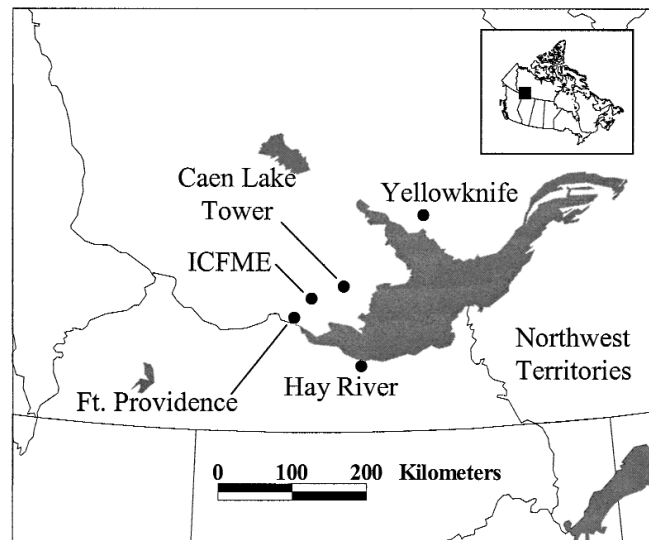 Caen Lake
Tower
Yellowknife
ICFME
Northwest
Territories
Hay River
Ft. Providence
0 100 200 Kilometers